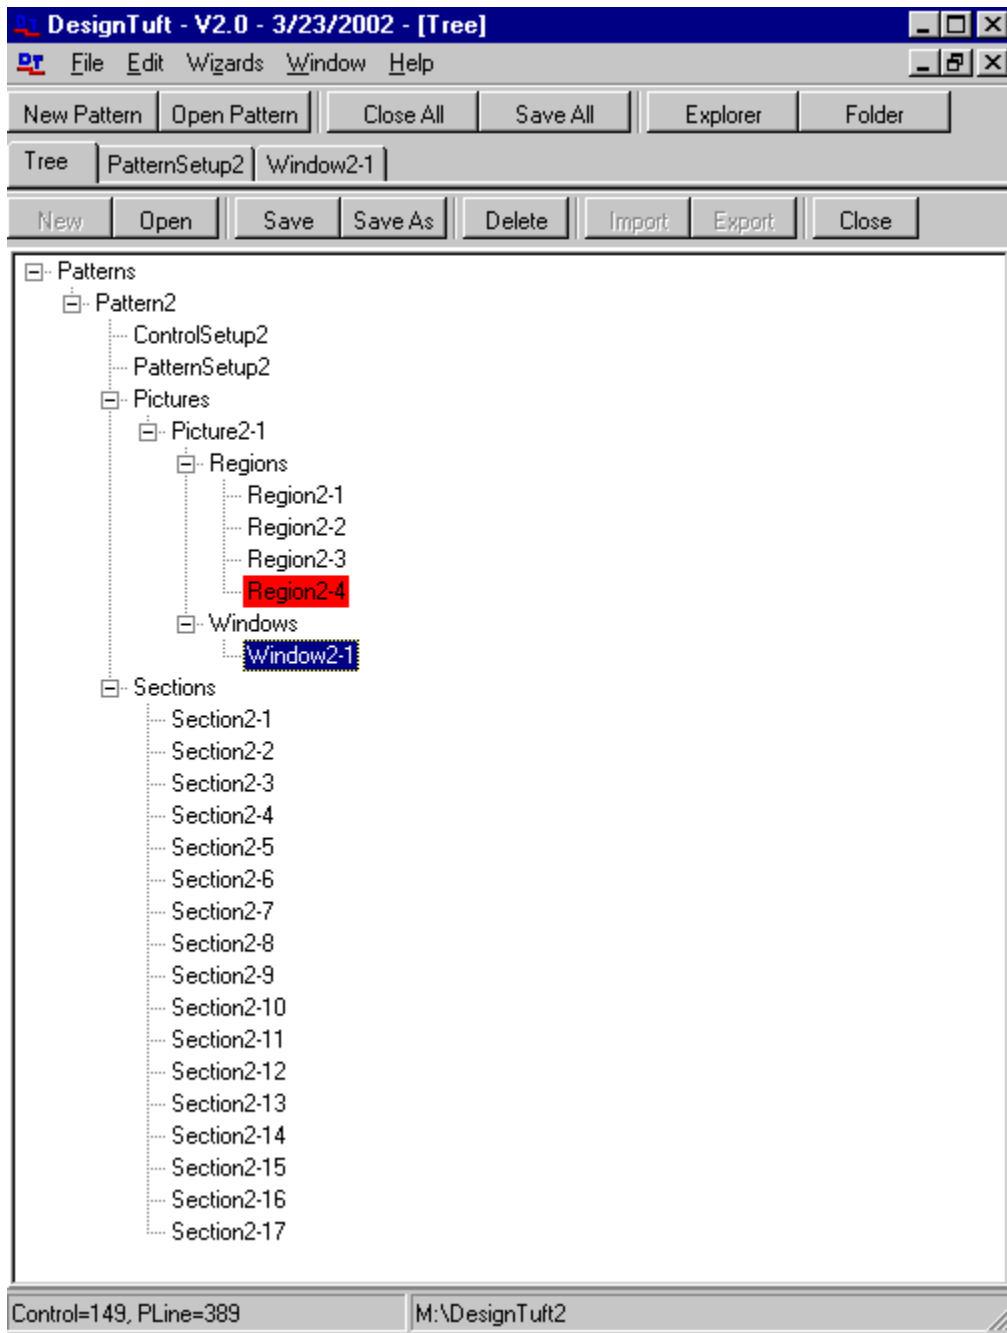 DesignTuft - V2.0 - 3/23/2002 - [Tree]
DT File Edit Wizards Window Help
New Pattern Open Pattern Close All Save All Explorer Folder
Tree PatternSetup2 Window2-1
New Open Save Save As Delete Import Export Close
Patterns
Pattern2
ControlSetup2
PatternSetup2
Pictures
Picture2-1
Regions
Region2-1
Region2-2
Region2-3
Region2-4
Windows
Window2-1
Sections
Section2-1
Section2-2
Section2-3
Section2-4
Section2-5
Section2-6
Section2-7
Section2-8
Section2-9
Section2-10
Section2-11
Section2-12
Section2-13
Section2-14
Section2-15
Section2-16
Section2-17
Control=149, PLine=389 M:\DesignTuft2